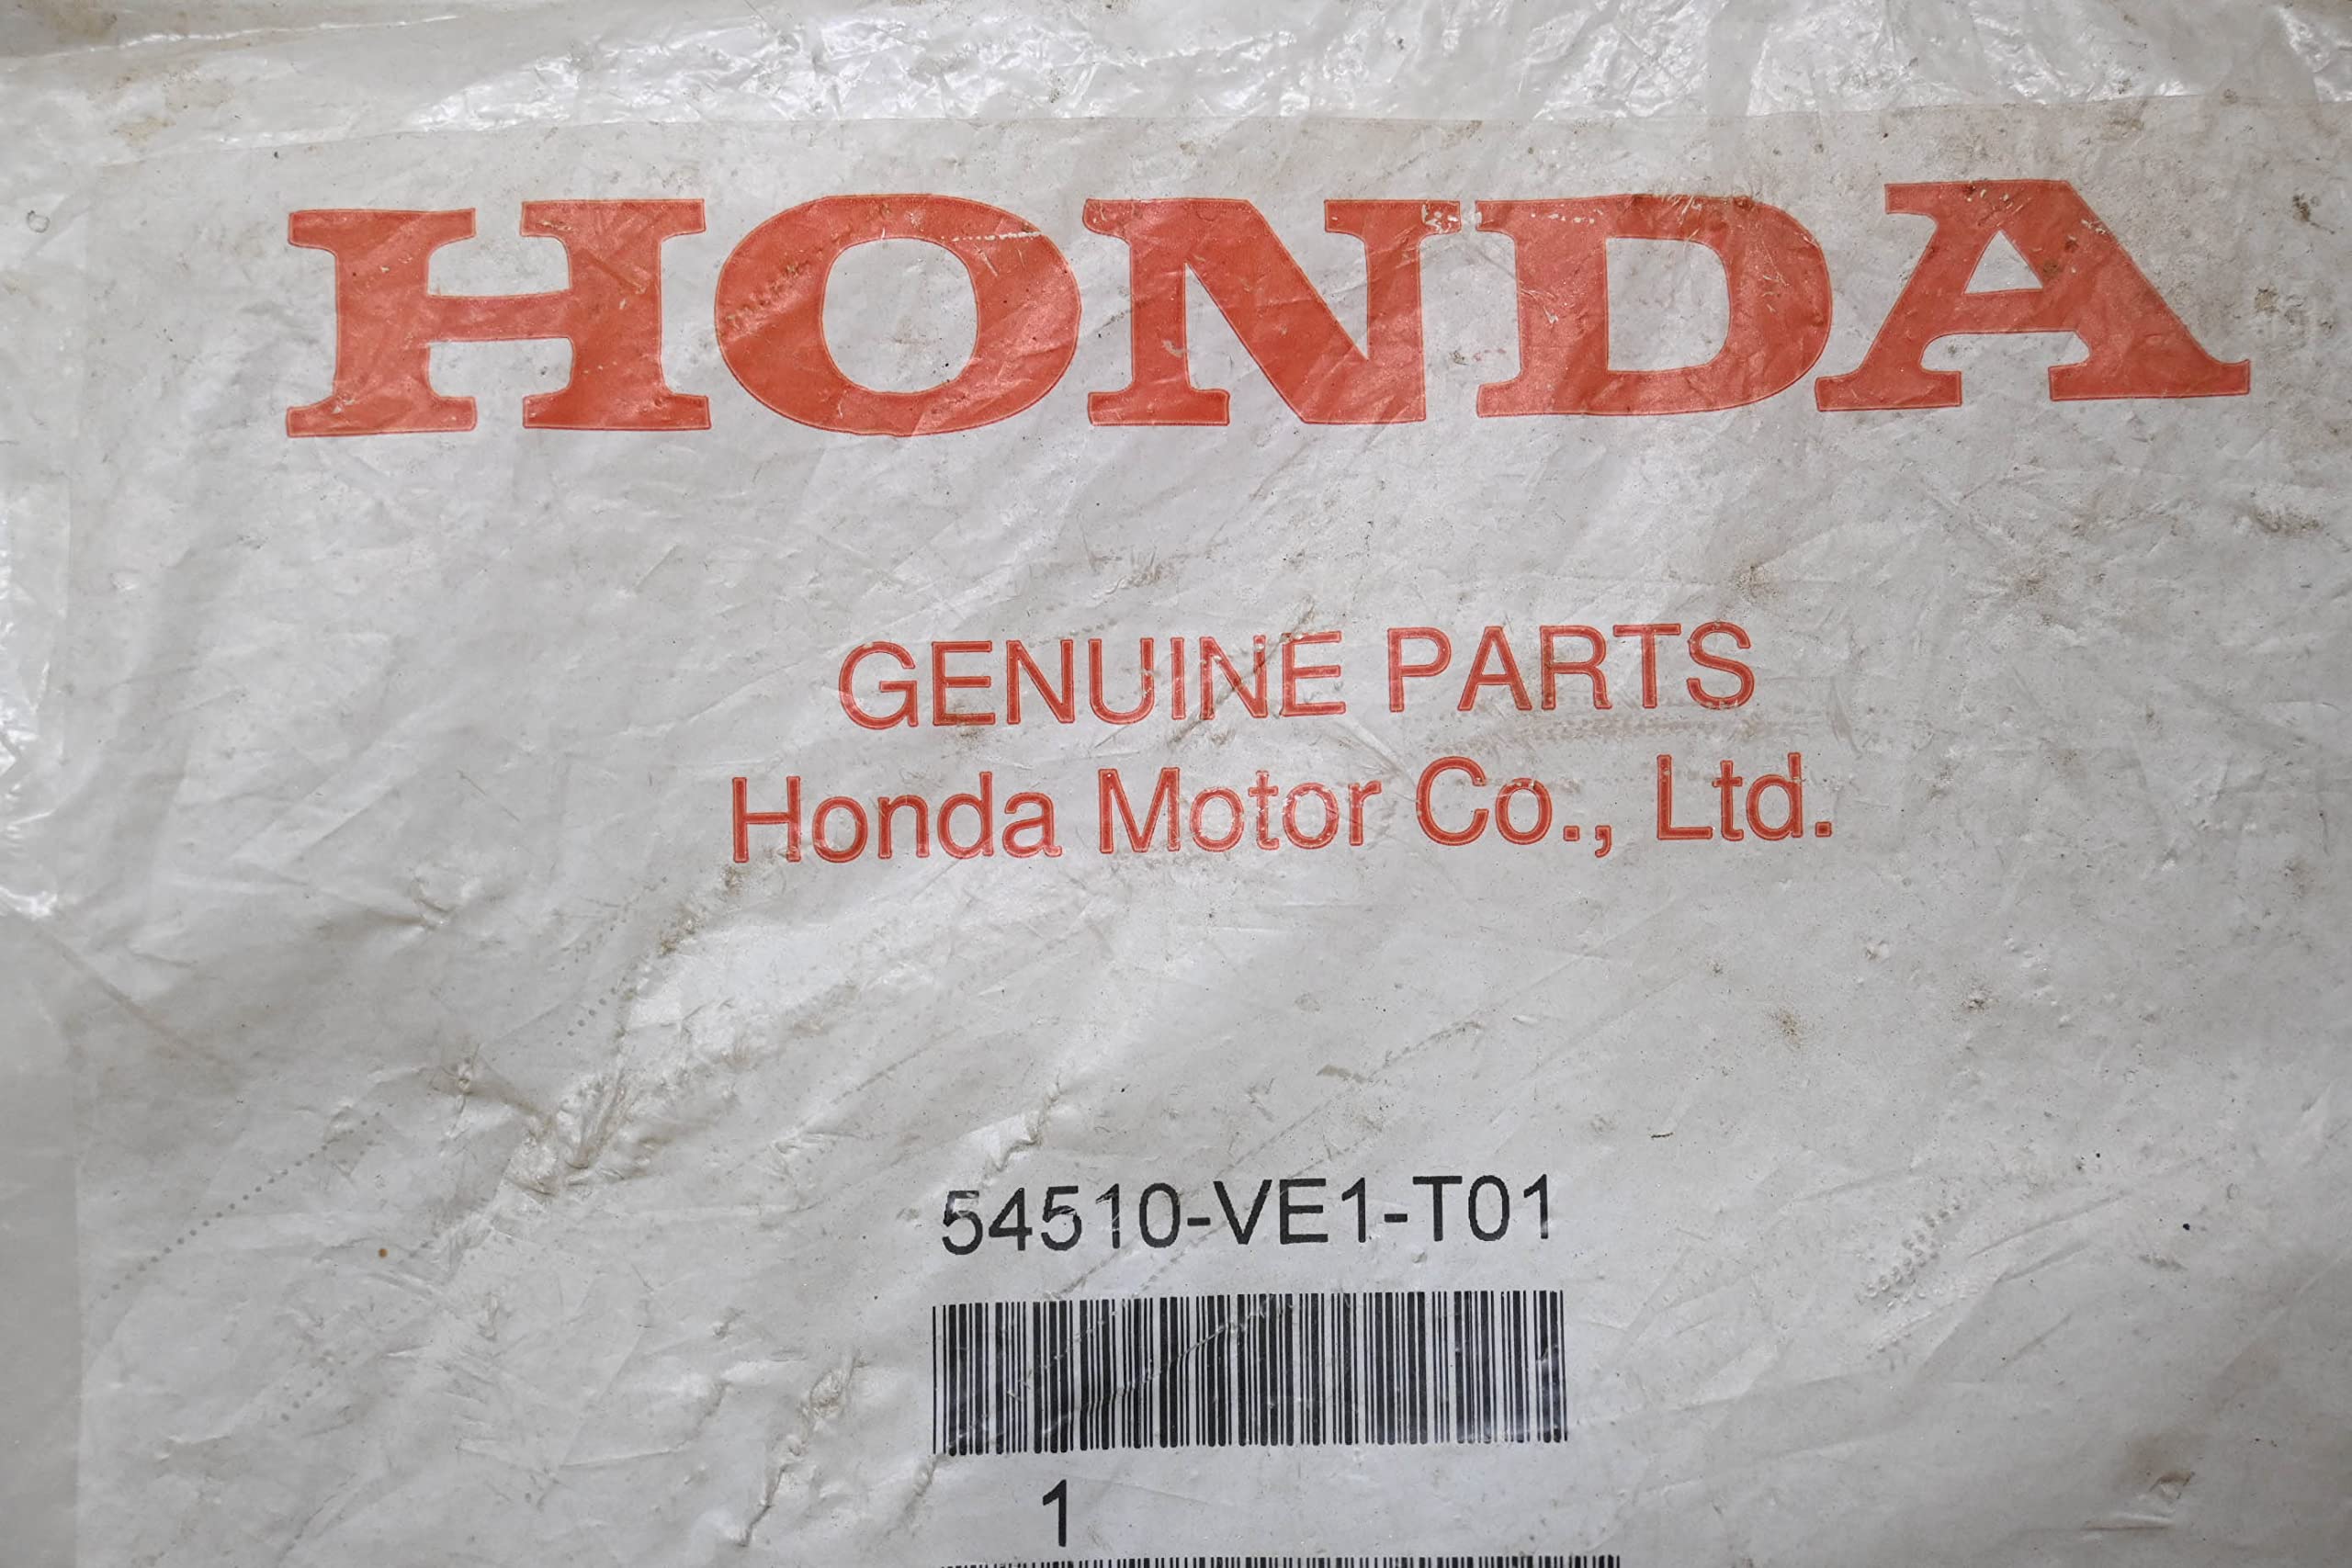 HONDA
GENUINE PARTS
Honda Motor Co., Ltd.
54510-VE1-T01
1